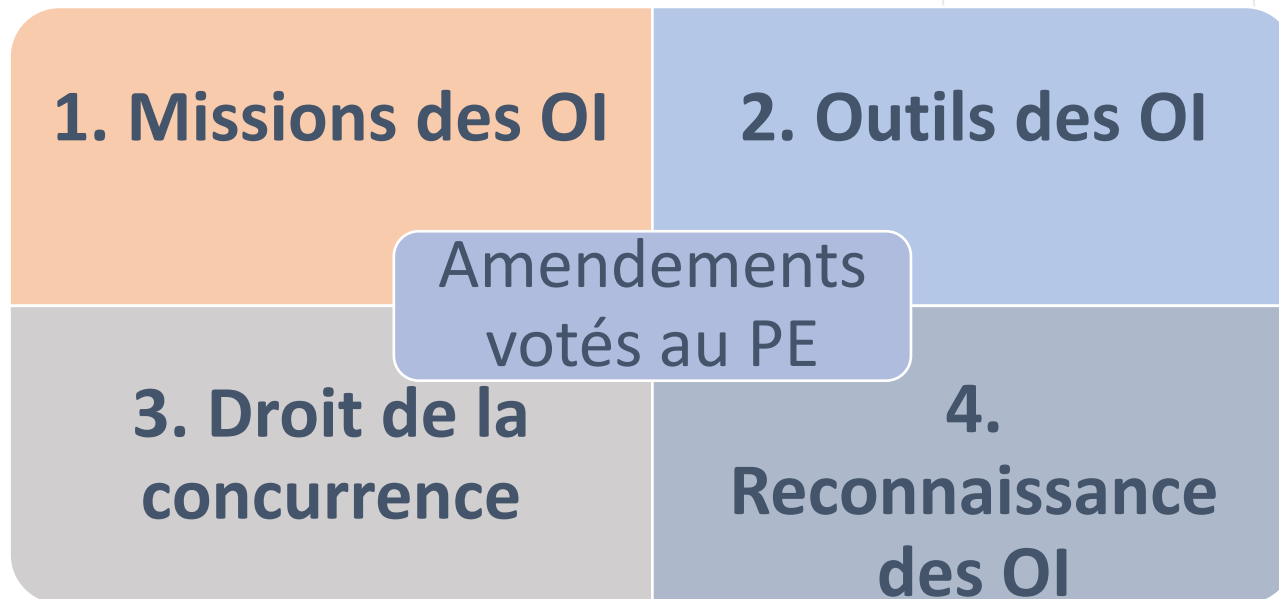 1. Missions des OI
2. Outils des OI
Amendements
votés au PE
3. Droit de la
concurrence
4.
Reconnaissance
des OI